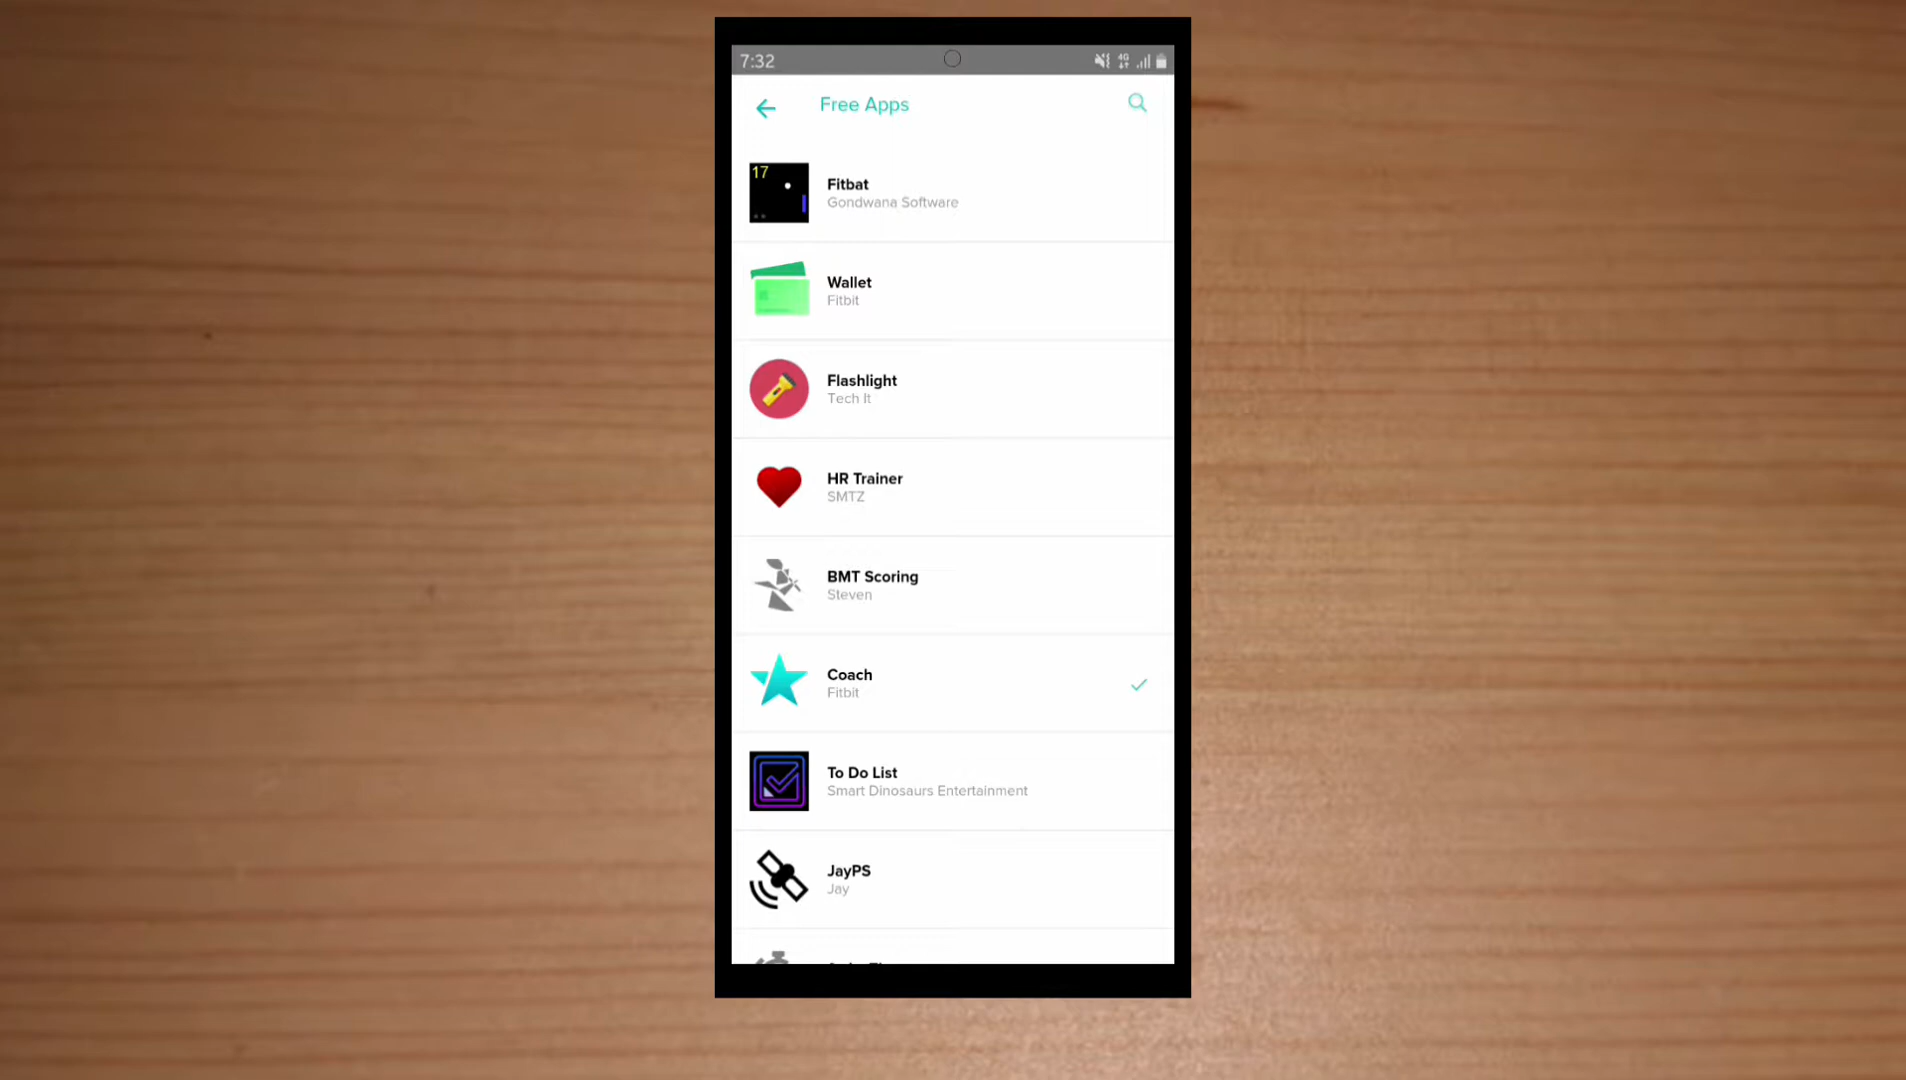 7:32
4G
Free Apps
17
Fitbat
Gondwana Software
Wallet
Fitbit
Flashlight
Tech It
HR Trainer
SMTZ
BMT Scoring
Steven
Coach
Fitbit
To Do List
Smart Dinosaurs Entertainment
JayPS
Jay